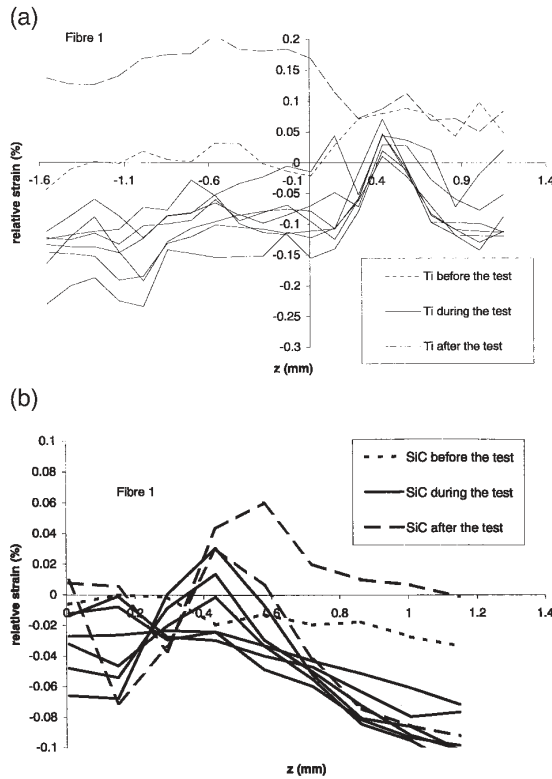 (a)
Fibre 1
0.2
0.15
0.1
0.05
0
-1.6
-1.1
-0.6
-0.1
0.4
0.9
-0.05
-0.1
-0.15
-0.2
-0.25
-0.3
relative strain (%)
z (mm)
Ti before the test
Ti during the test
Ti after the test
(b)
Fibre 1
0.1
0.08
0.06
0.04
0.02
0
0.2
0.4
0.6
0.8
1
1.2
1.4
-0.02
-0.04
-0.06
-0.08
-0.1
relative strain (%)
z (mm)
SiC before the test
SiC during the test
SiC after the test